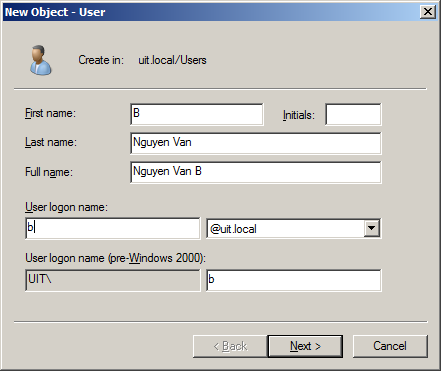 New Object - User
Create in: uit.local/Users
First name: B Initials:
Last name: Nguyen Van
Full name: Nguyen Van B
User logon name:
b @uit.local
User logon name (pre-Windows 2000):
UIT\ b
< Back Next > Cancel